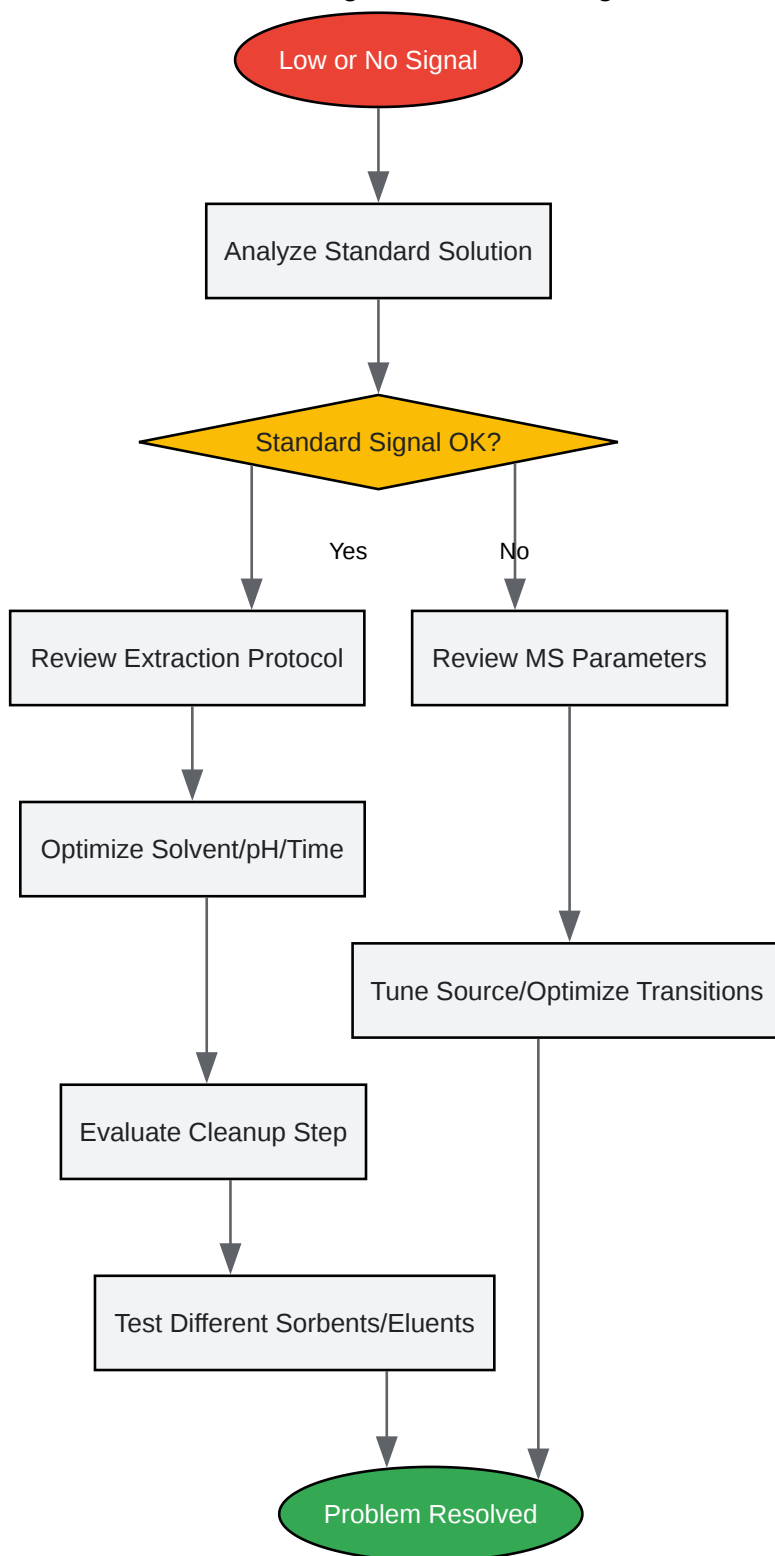 Low or No Signal
Analyze Standard Solution
Standard Signal OK?
Yes
No
Review Extraction Protocol
Review MS Parameters
Optimize Solvent/pH/Time
Tune Source/Optimize Transitions
Evaluate Cleanup Step
Test Different Sorbents/Eluents
Problem Resolved